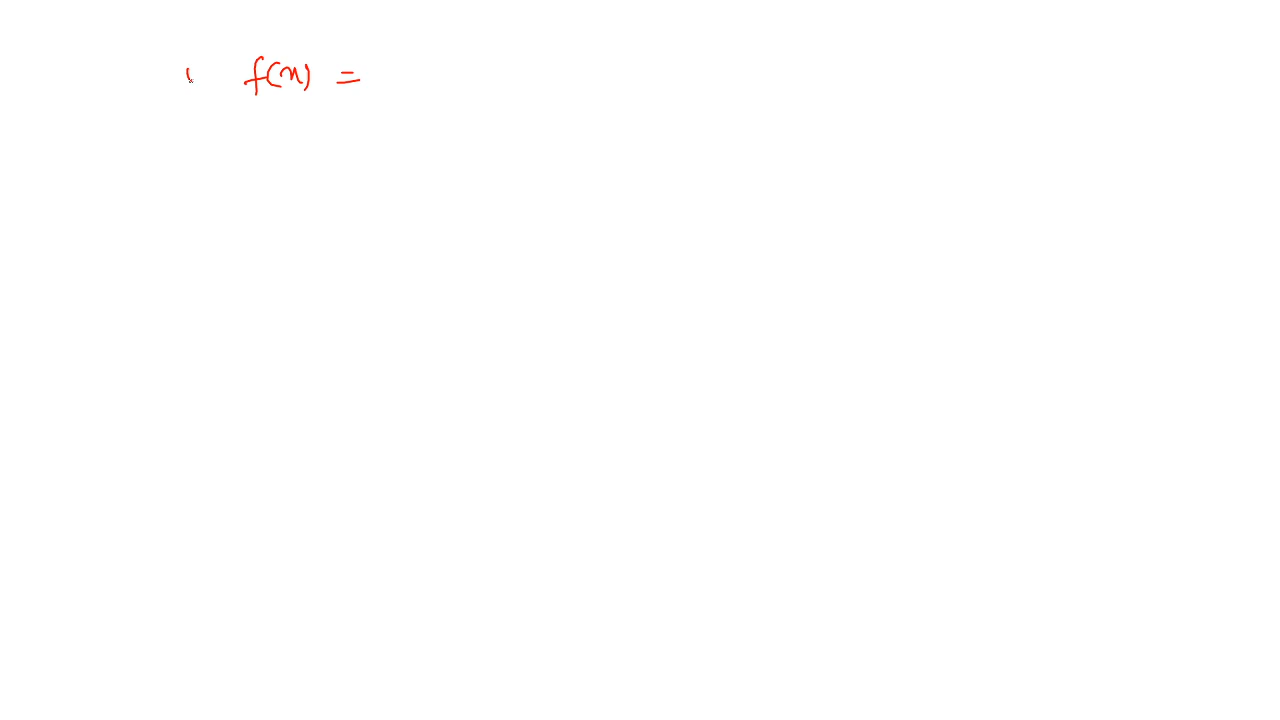 f(x) =